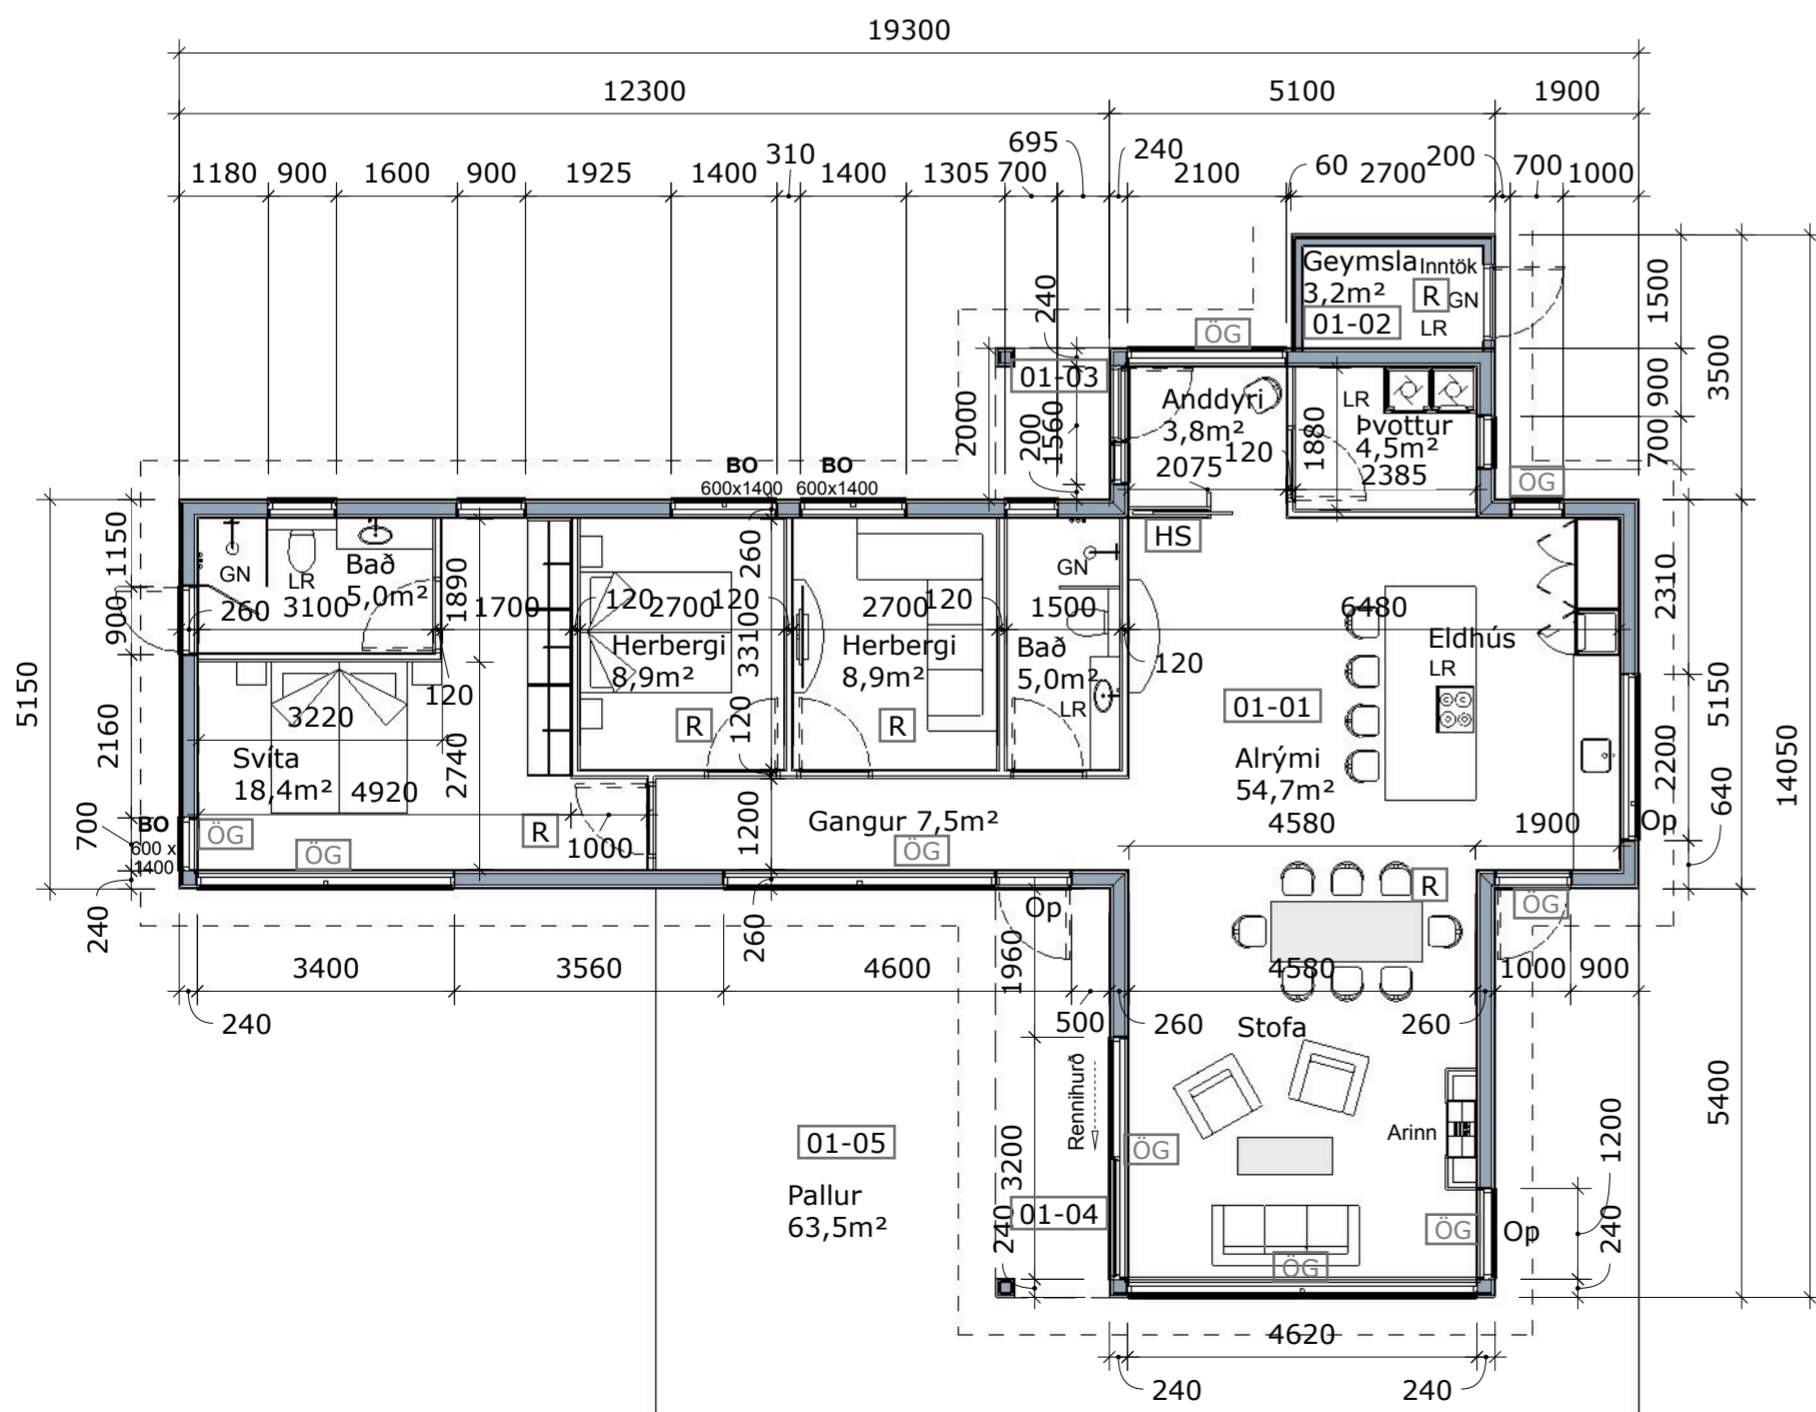 19300
12300 5100 1900
1180 900 1600 900 1925 1400 310 1400 1305 700 695 240 2100 60 2700 200 700 1000
Geymsla Inntök
3,2m² R GN
01-02 LR
ÖG
240
01-03
2000
200
1560
Anddyri
3,8m²
2075
120
1880
LR
Þvottur
4,5m²
2385
1500
900
700
3500
14050
BO
600x1400
BO
600x1400
ÖG
HS
5150
1150
900
2160
700
240
GN
LR
Bað
5,0m²
260
3100
1890
1700
120
120
2700
Herbergi
8,9m²
R
260
3310
120
120
2700
Herbergi
8,9m²
R
120
1500
GN
Bað
5,0m²
LR
120
6480
Eldhús
LR
2310
5150
2200
640
3220
Svíta
18,4m²
4920
2740
BO
600 x
1400
ÖG
ÖG
R
1000
1200
Gangur 7,5m²
ÖG
01-01
Alrými
54,7m²
4580
1900
Op
R
ÖG
Op
260
3400 3560 4600
240
1960
500
260
4580
260
1000 900
Stofa
Rennihurð
3200
240
01-04
01-05
Pallur
63,5m²
ÖG
Arinn
ÖG
Op
ÖG
5400
1200
240
4620
240
240